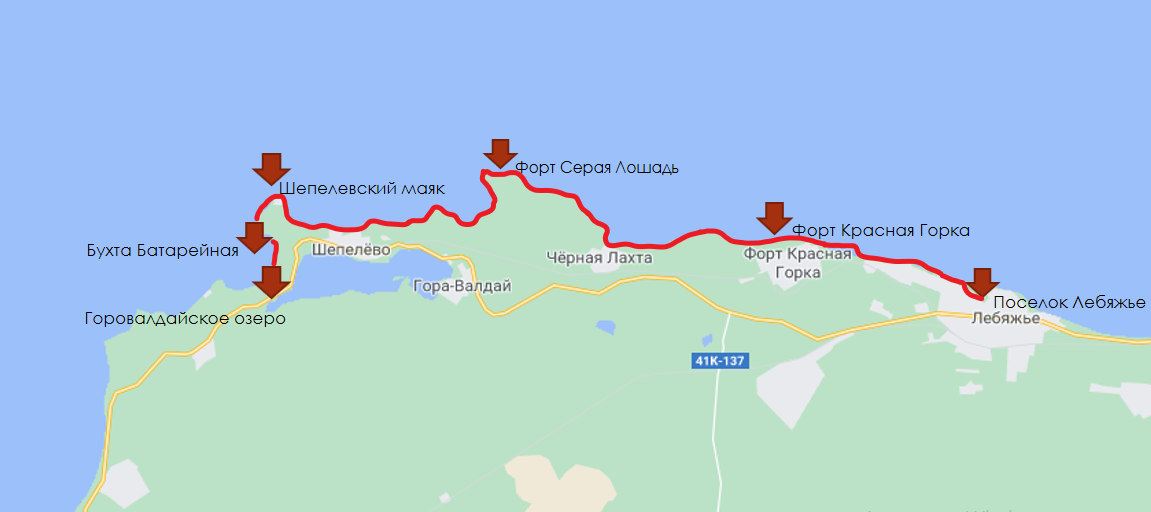 Форт Серая Лошадь
Шепелевский маяк
Форт Красная Горка
Бухта Батарейная
Шепелёво
Чёрная Лахта
Форт Красная
Горка
Гора-Валдай
Поселок Лебяжье
Горовалдайское озеро
Лебяжье
41К-137